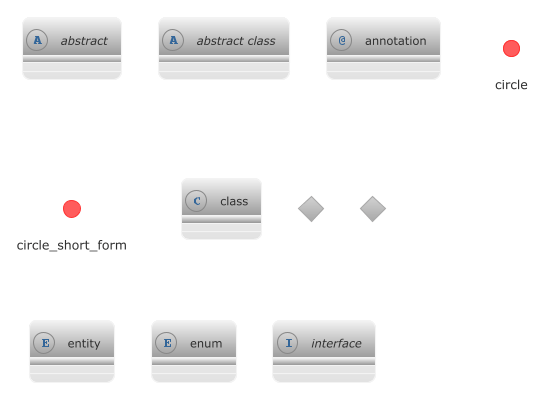 A abstract
A abstract class
@ annotation
circle
circle_short_form
C class
E entity
E enum
I interface